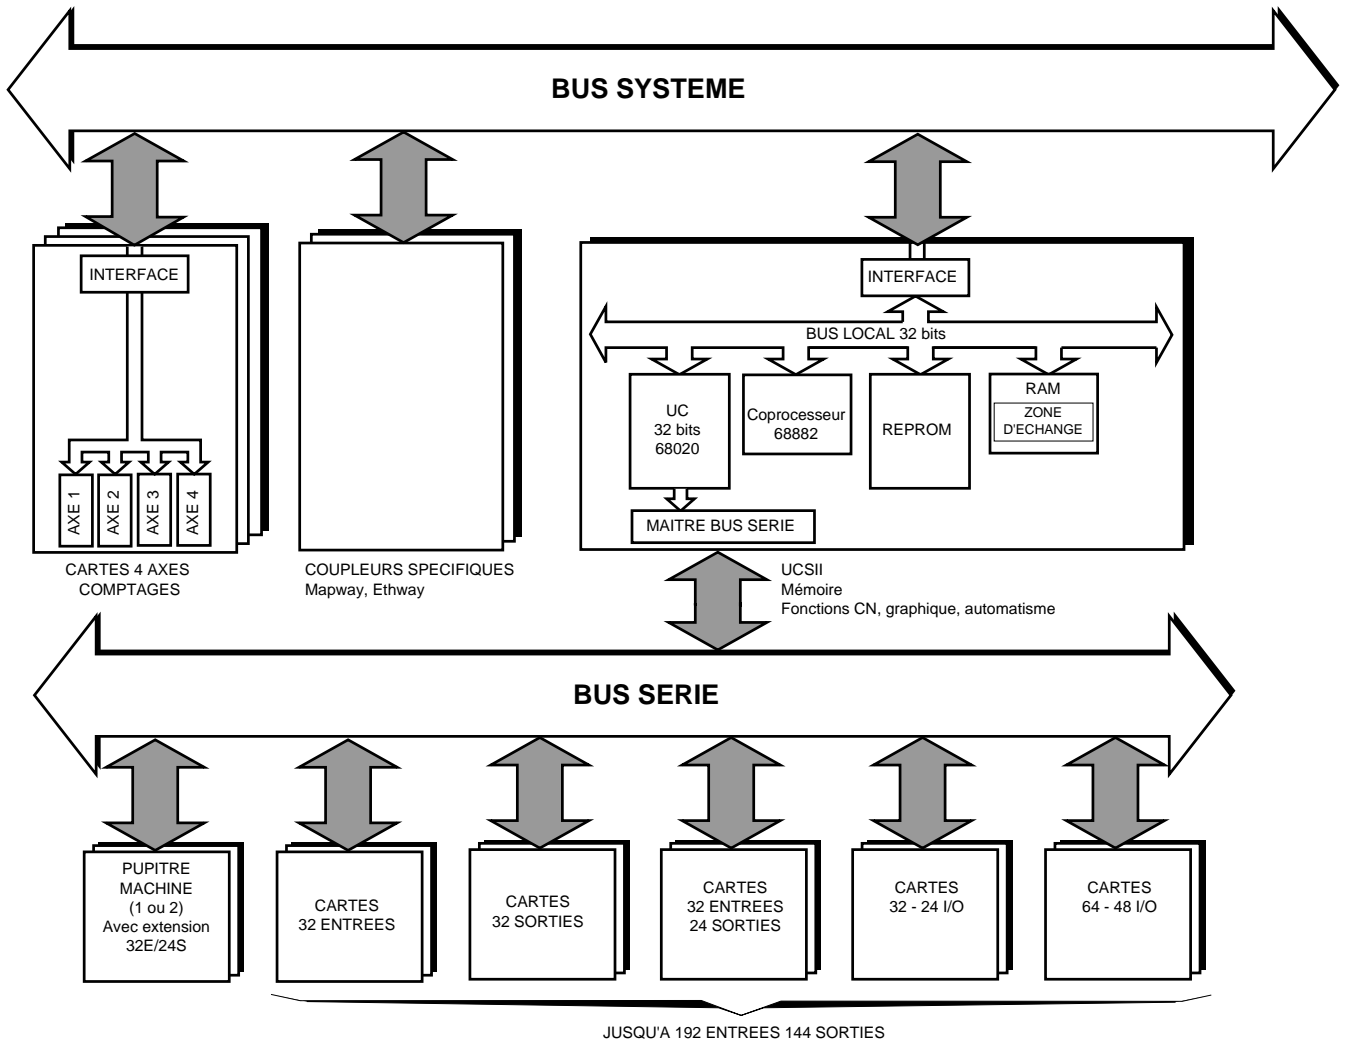 BUS SYSTEME
INTERFACE
AXE 1
AXE 2
AXE 3
AXE 4
CARTES 4 AXES
COMPTAGES
COUPLEURS SPECIFIQUES
Mapway, Ethway
INTERFACE
BUS LOCAL 32 bits
UC
32 bits
68020
Coprocesseur
68882
REPROM
RAM
ZONE
D'ECHANGE
MAITRE BUS SERIE
UCSII
Mémoire
Fonctions CN, graphique, automatisme
BUS SERIE
PUPITRE
MACHINE
(1 ou 2)
Avec extension
32E/24S
CARTES
32 ENTREES
CARTES
32 SORTIES
CARTES
32 ENTREES
24 SORTIES
CARTES
32 - 24 I/O
CARTES
64 - 48 I/O
JUSQU'A 192 ENTREES 144 SORTIES